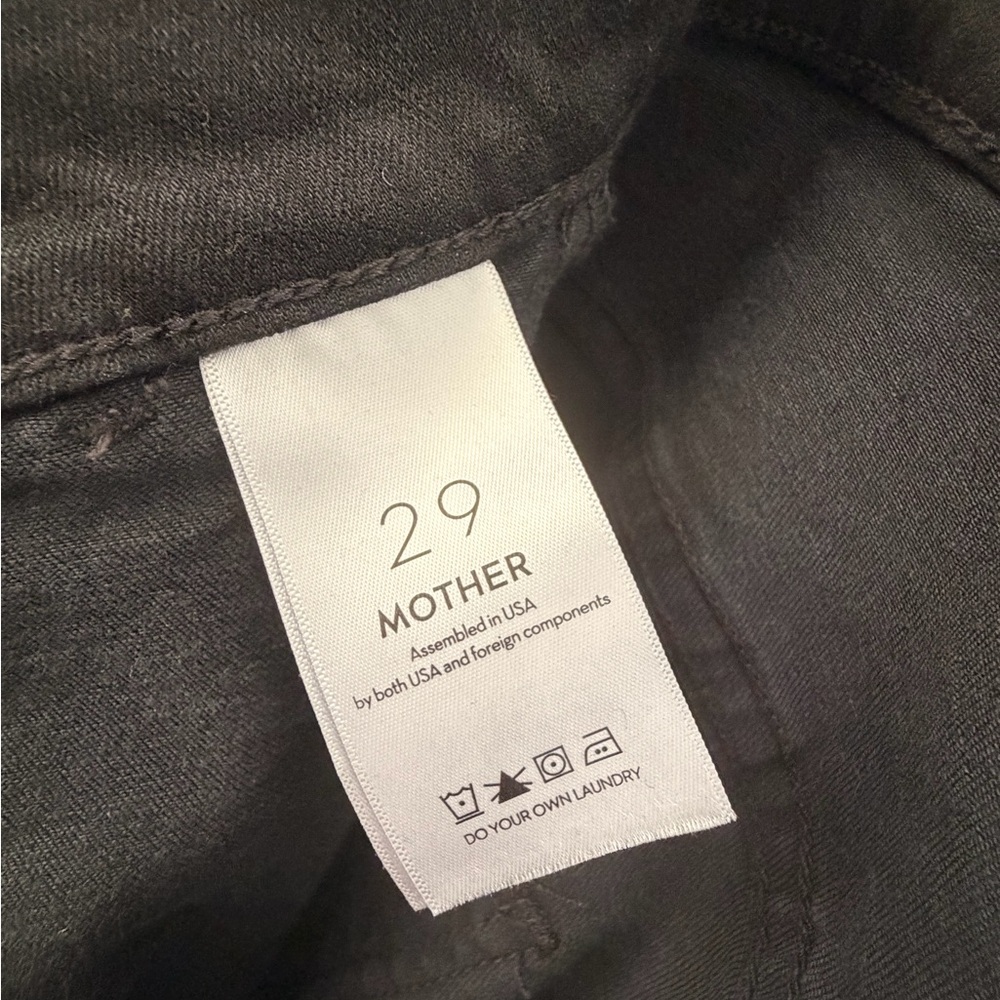 29
MOTHER
Assembled in USA
by both USA and foreign components
DO YOUR OWN LAUNDRY